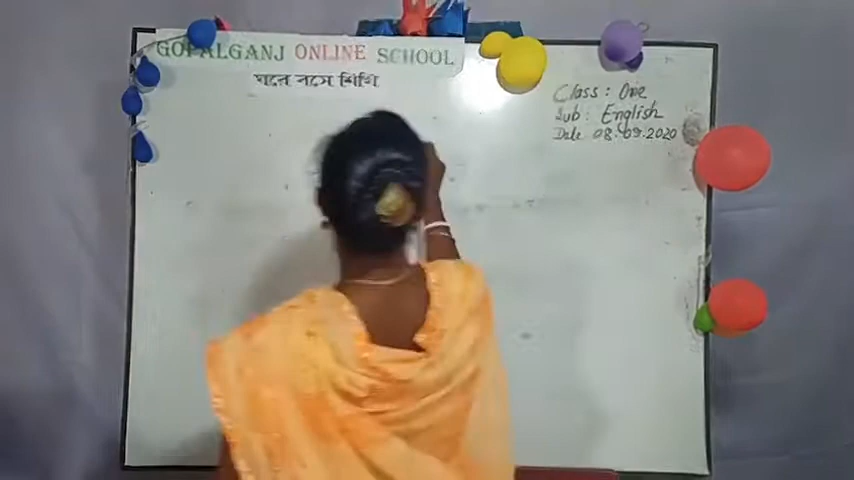 GOPALGANJ ONLINE SCHOOL
ঘরে বসে শিখি
Class : One
Sub : English
Date 08.09.2020